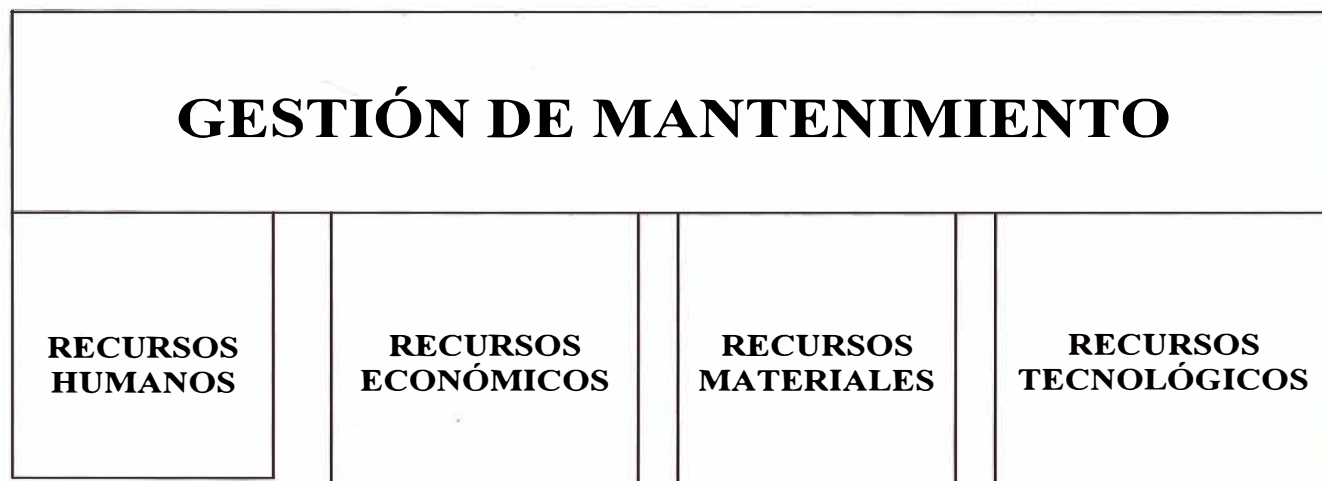 GESTIÓN DE MANTENIMIENTO
RECURSOS
HUMANOS
RECURSOS
ECONÓMICOS
RECURSOS
MATERIALES
RECURSOS
TECNOLÓGICOS